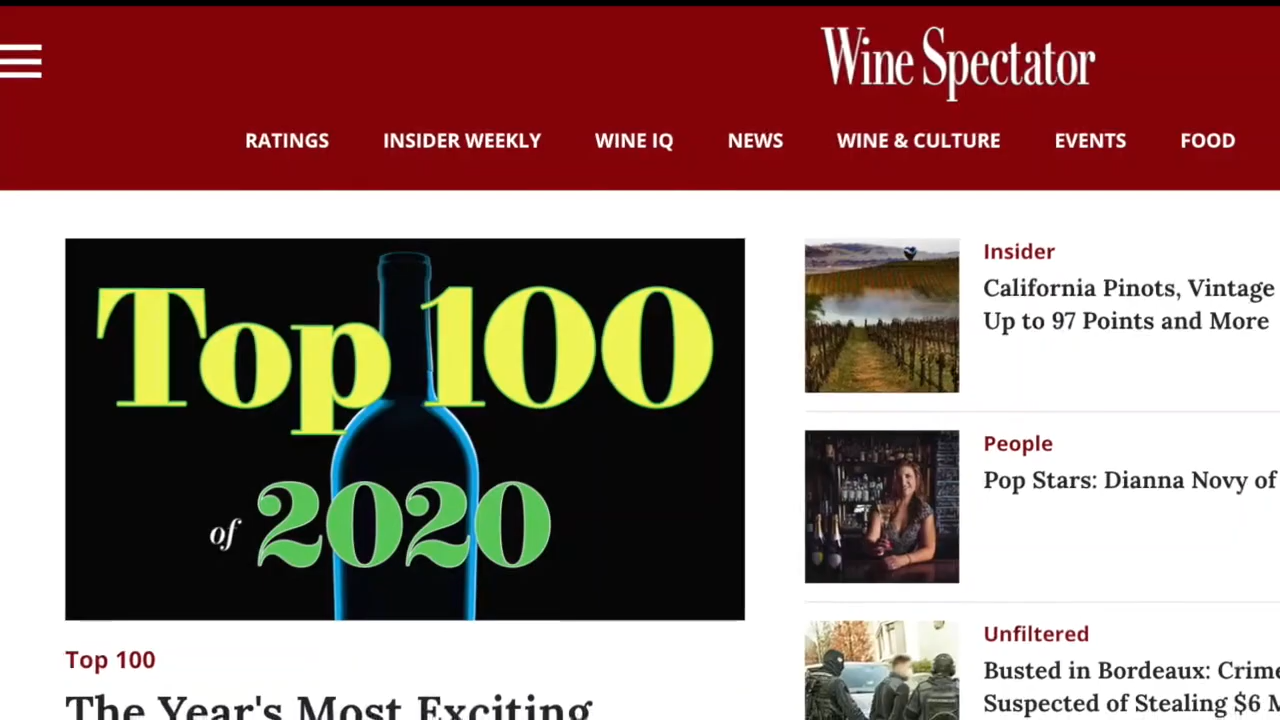 Wine Spectator
RATINGS INSIDER WEEKLY WINE IQ NEWS WINE & CULTURE EVENTS FOOD
Top 100
of 2020
Top 100
The Year's Most Exciting
Insider
California Pinots, Vintage
Up to 97 Points and More
People
Pop Stars: Dianna Novy of
Unfiltered
Busted in Bordeaux: Crime
Suspected of Stealing $6 M